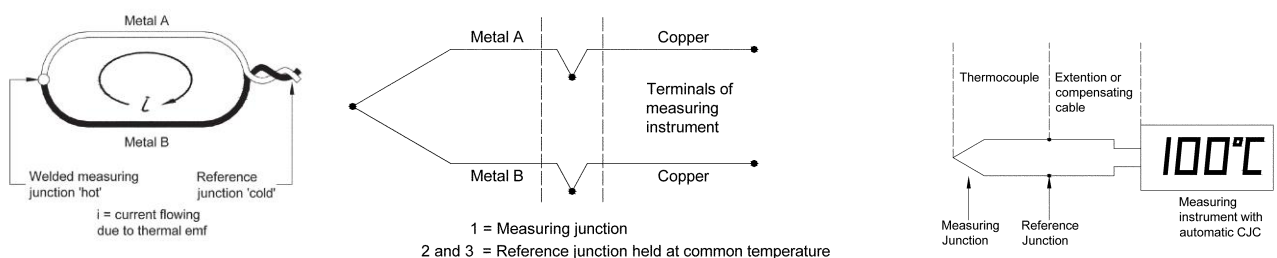 Metal A
i
Metal B
Welded measuring
junction 'hot'
Reference
junction 'cold'
i = current flowing
due to thermal emf
Metal A
Copper
Terminals of
measuring
instrument
Metal B
Copper
1 = Measuring junction
2 and 3 = Reference junction held at common temperature
Thermocouple
Extention or
compensating
cable
100°C
Measuring
Junction
Reference
Junction
Measuring
instrument with
automatic CJC